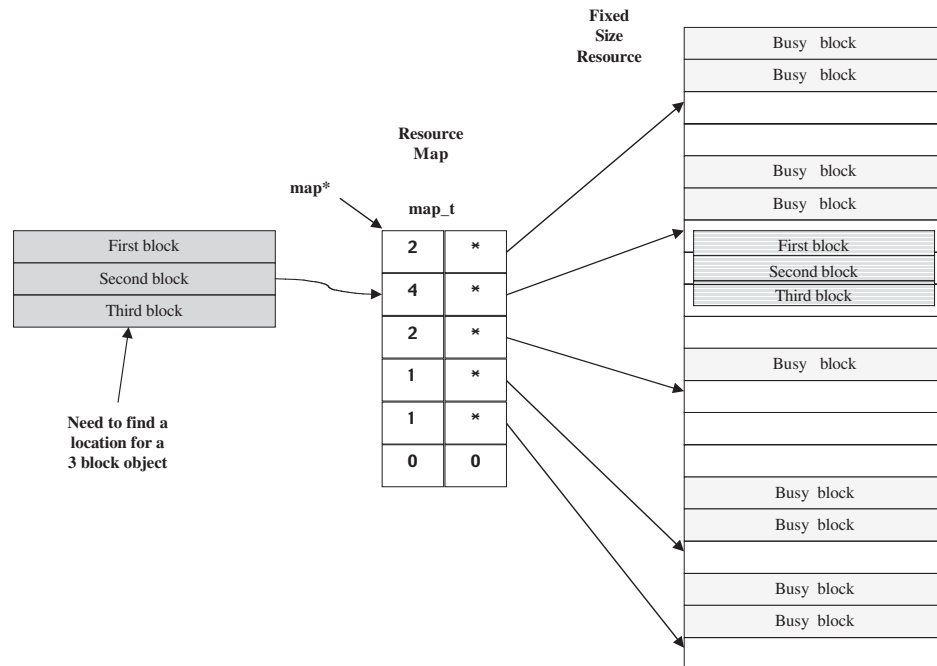 Fixed
Size
Resource
Resource
Map
map*
map_t
First block
Second block
Third block
Need to find a
location for a
3 block object
2 *
4 *
2 *
1 *
1 *
0 0
Busy block
Busy block
Busy block
Busy block
First block
Second block
Third block
Busy block
Busy block
Busy block
Busy block
Busy block